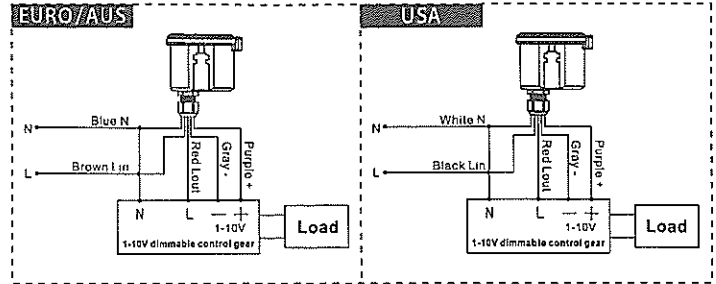 EURO/AUS
N
Blue N
L
Brown Lin
Red Lout
Gray -
Purple +
N L — +
1-10V
1-10V dimmable control gear
Load
USA
N
White N
L
Black Lin
Red Lout
Gray -
Purple +
N L — +
1-10V
1-10V dimmable control gear
Load